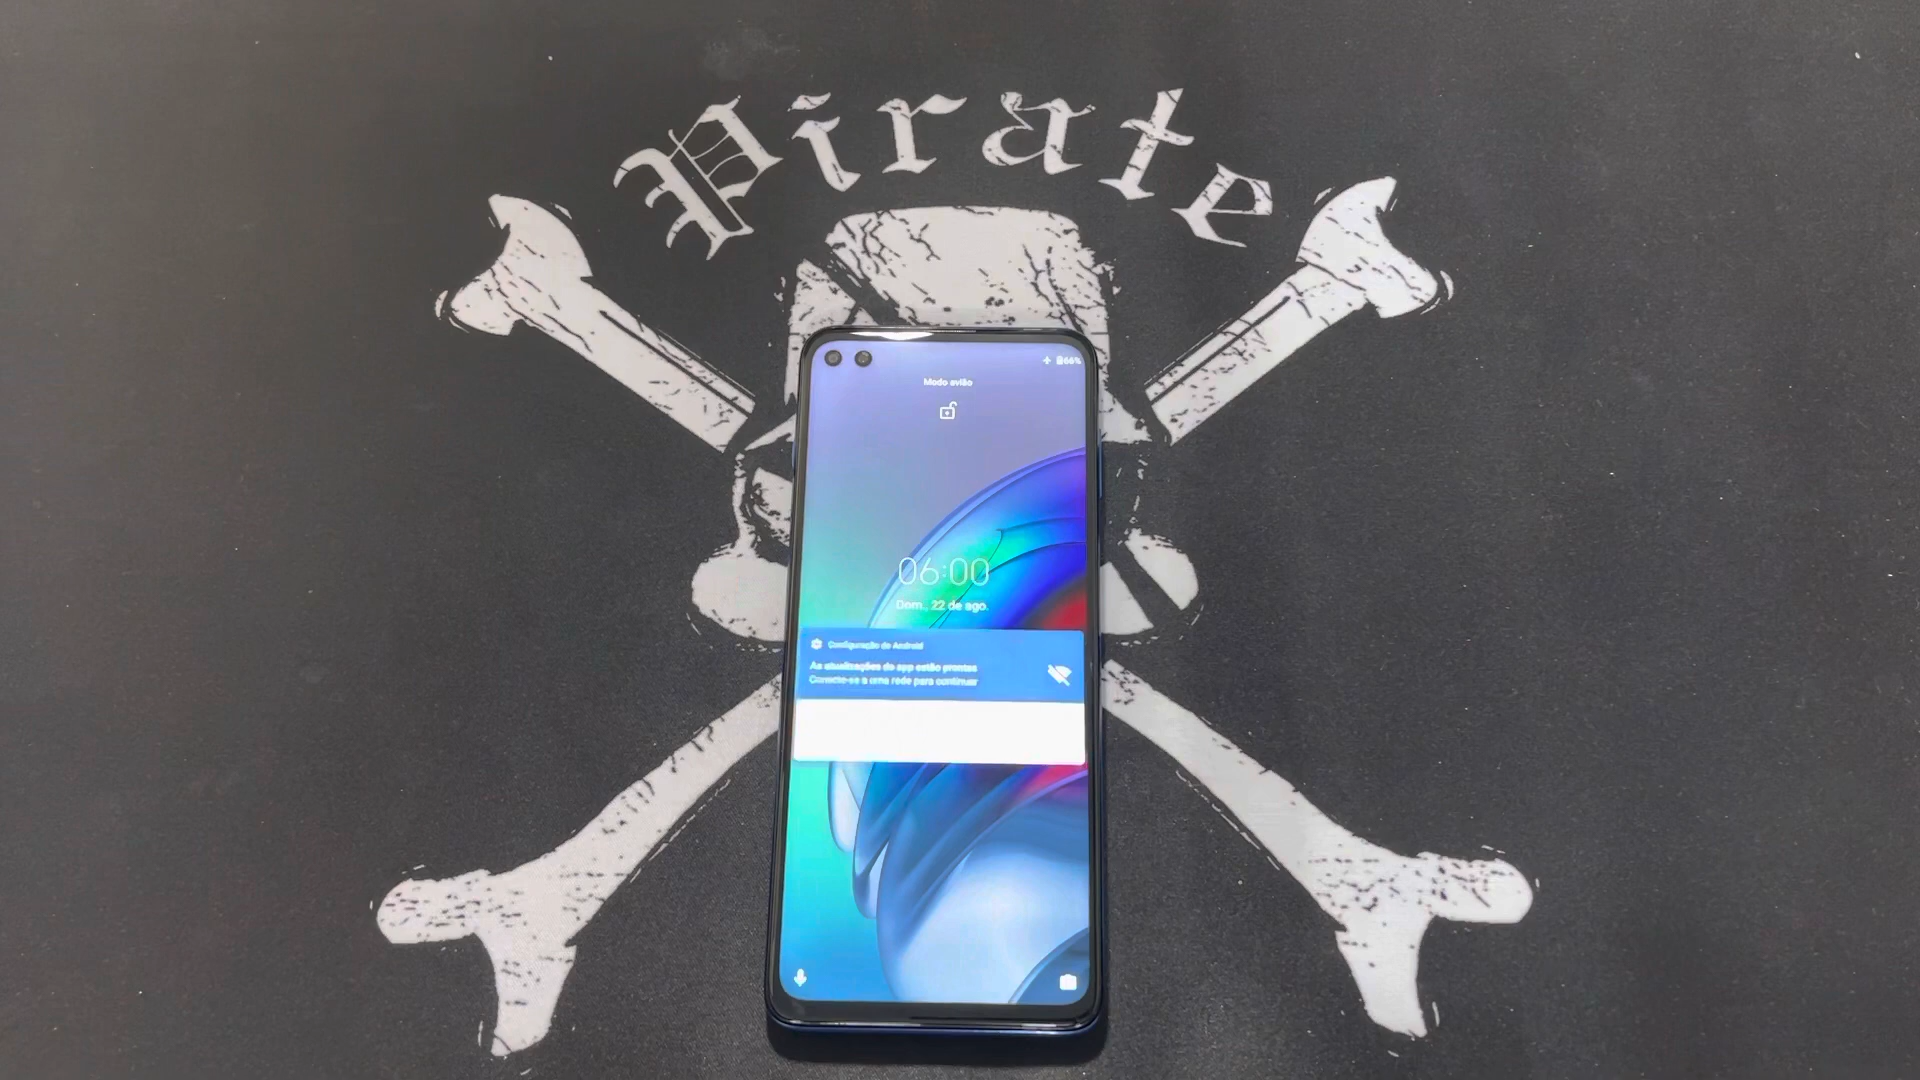 Pirate
66%
Modo avião
06:00
Dom., 22 de ago.
Configuração do Android
As atualizações do app estão prontas
Conecte-se a uma rede para continuar